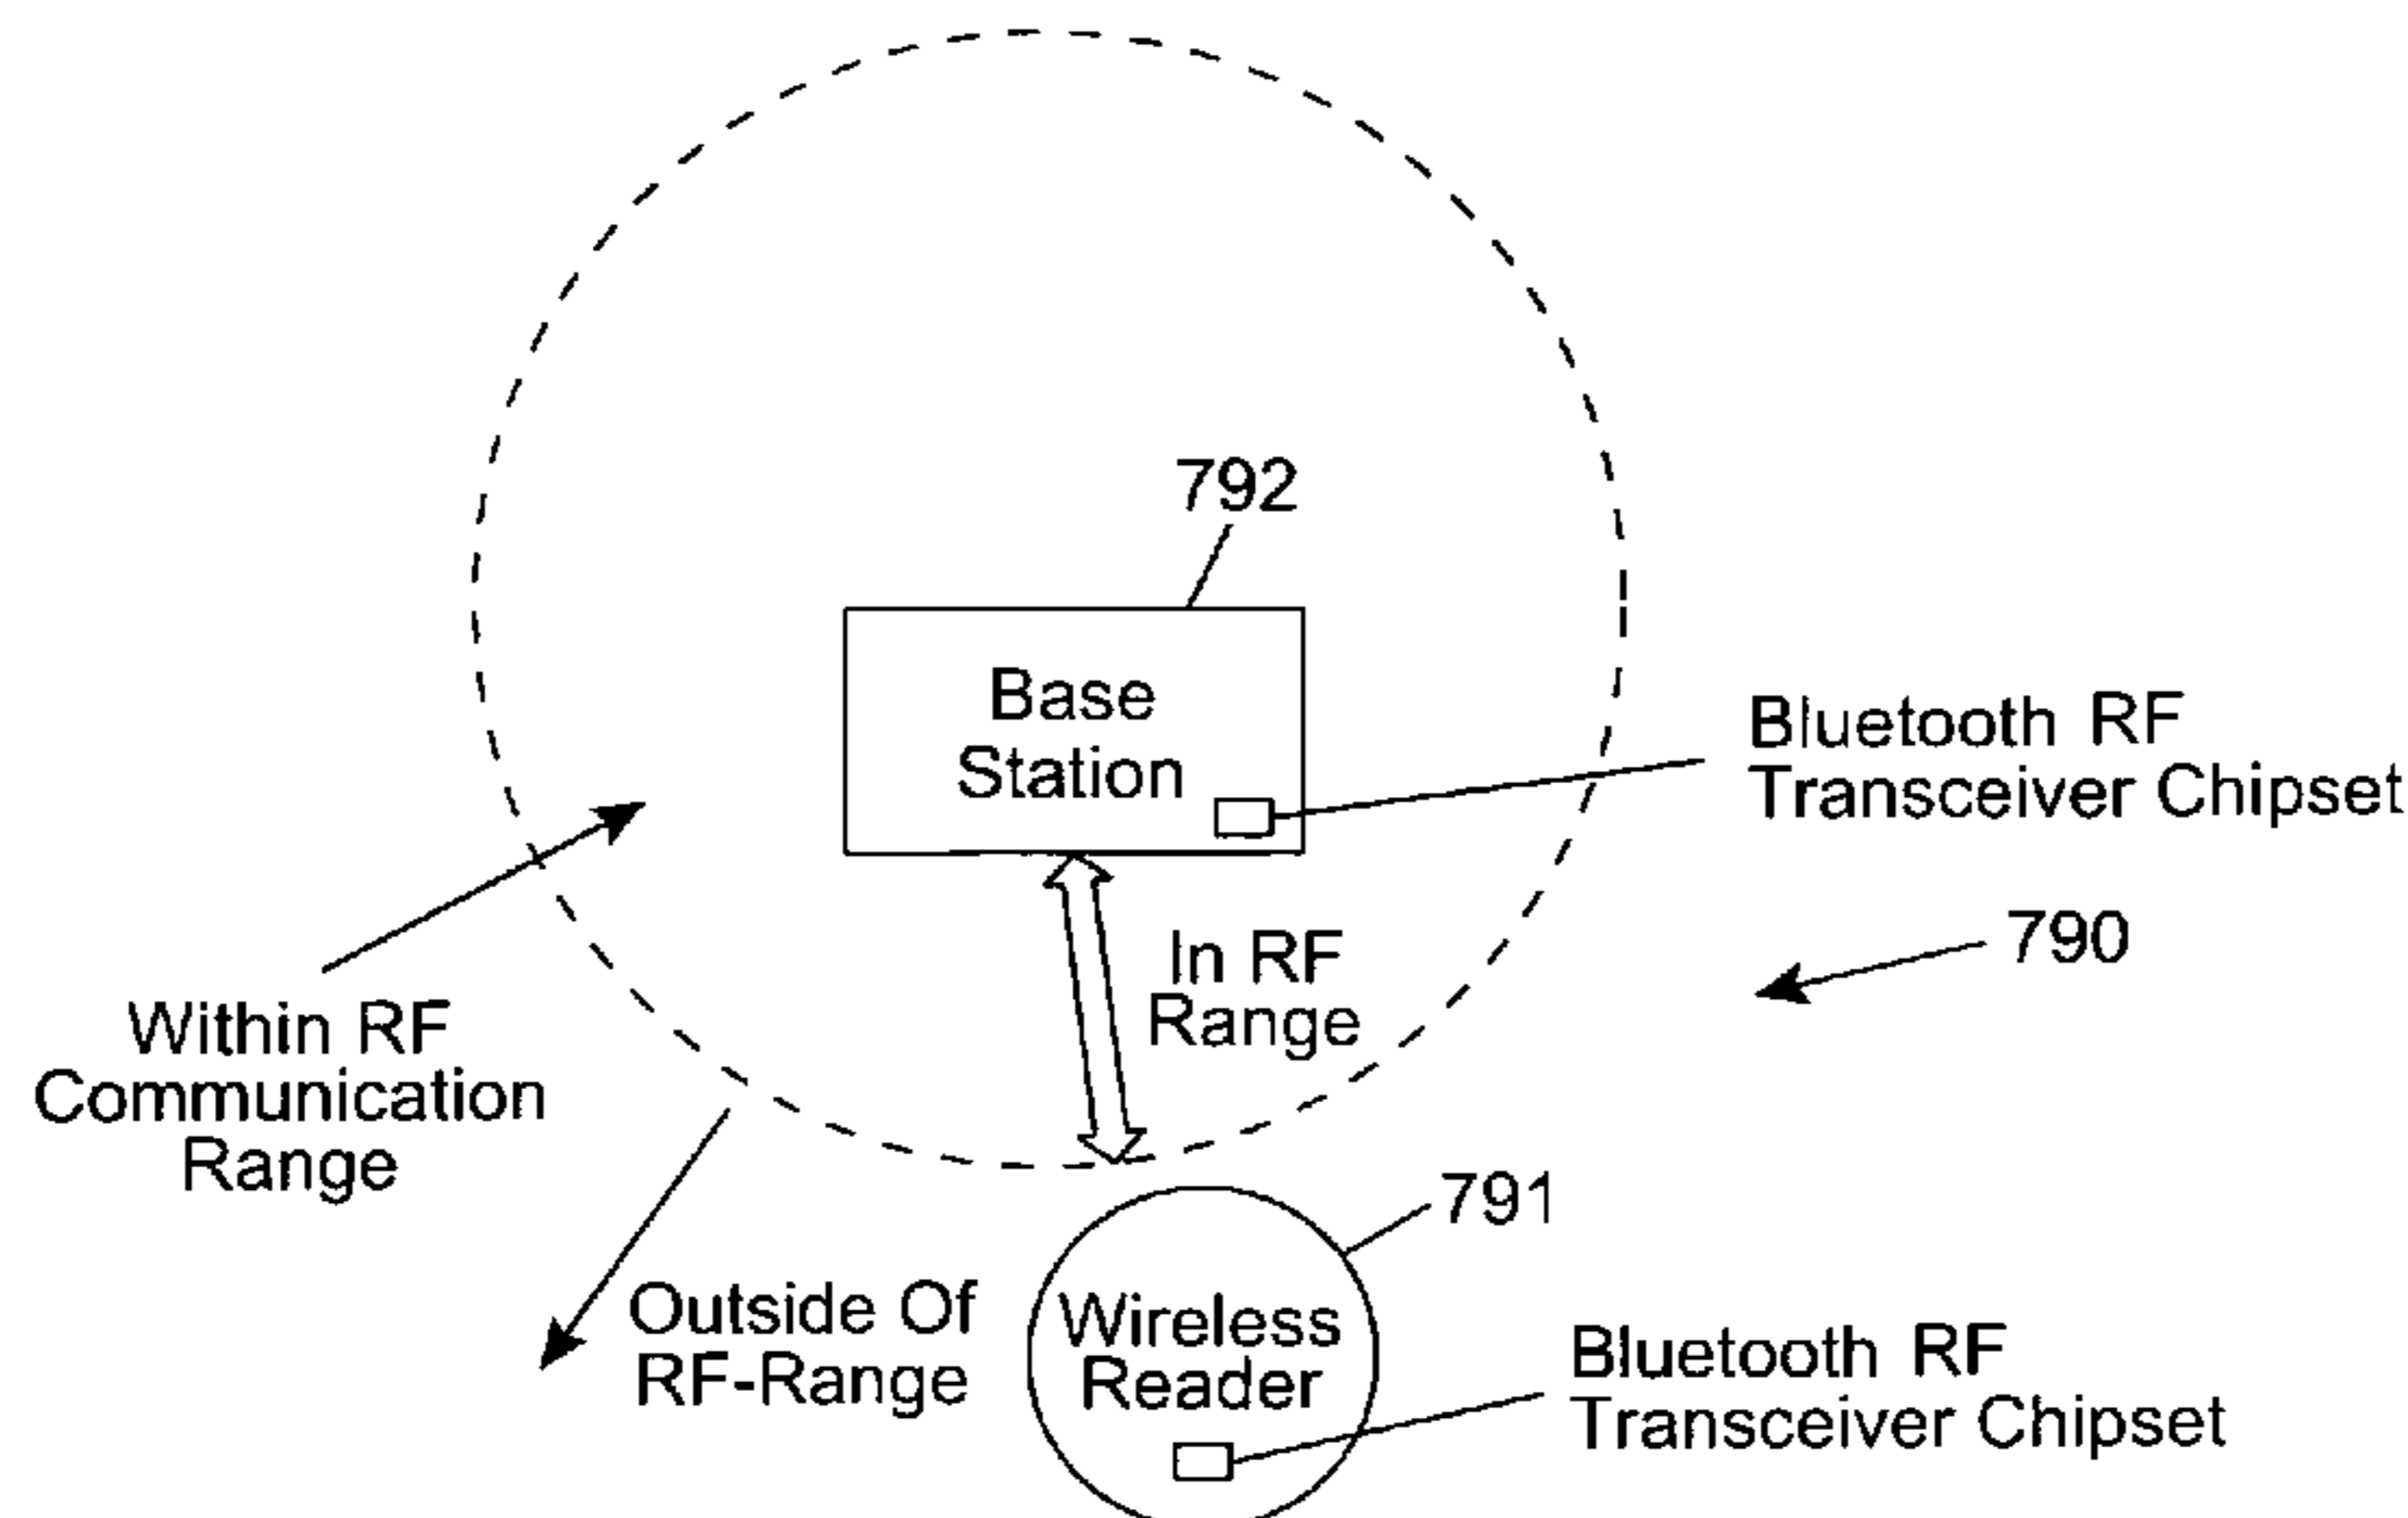 792
Base
Station
Bluetooth RF
Transceiver Chipset
790
In RF
Range
Within RF
Communication
Range
791
Outside Of
RF-Range
Wireless
Reader
Bluetooth RF
Transceiver Chipset